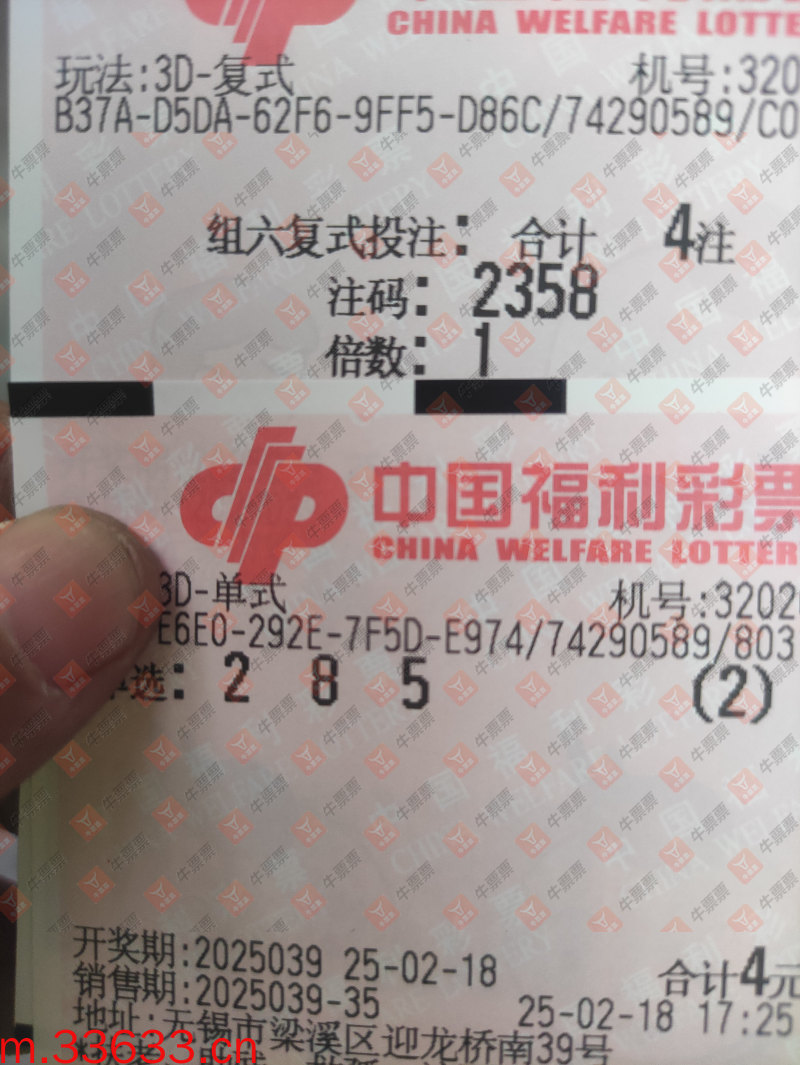 CHINA WELFARE LOTTER
玩法:3D-复式 机号:320
B37A-D5DA-62F6-9FF5-D86C/74290589/C0
组六复式投注: 合计 4注
注码: 2358
倍数: 1
中国福利彩票
CHINA WELFARE LOTTER
3D-单式 机号:3202
E6E0-292E-7F5D-E974/74290589/803
选: 2 8 5 (2)
开奖期:2025039 25-02-18 合计4元
销售期:2025039-35 25-02-18 17:25
地址:无锡市梁溪区迎龙桥南39号
m.33633.cn
牛票票